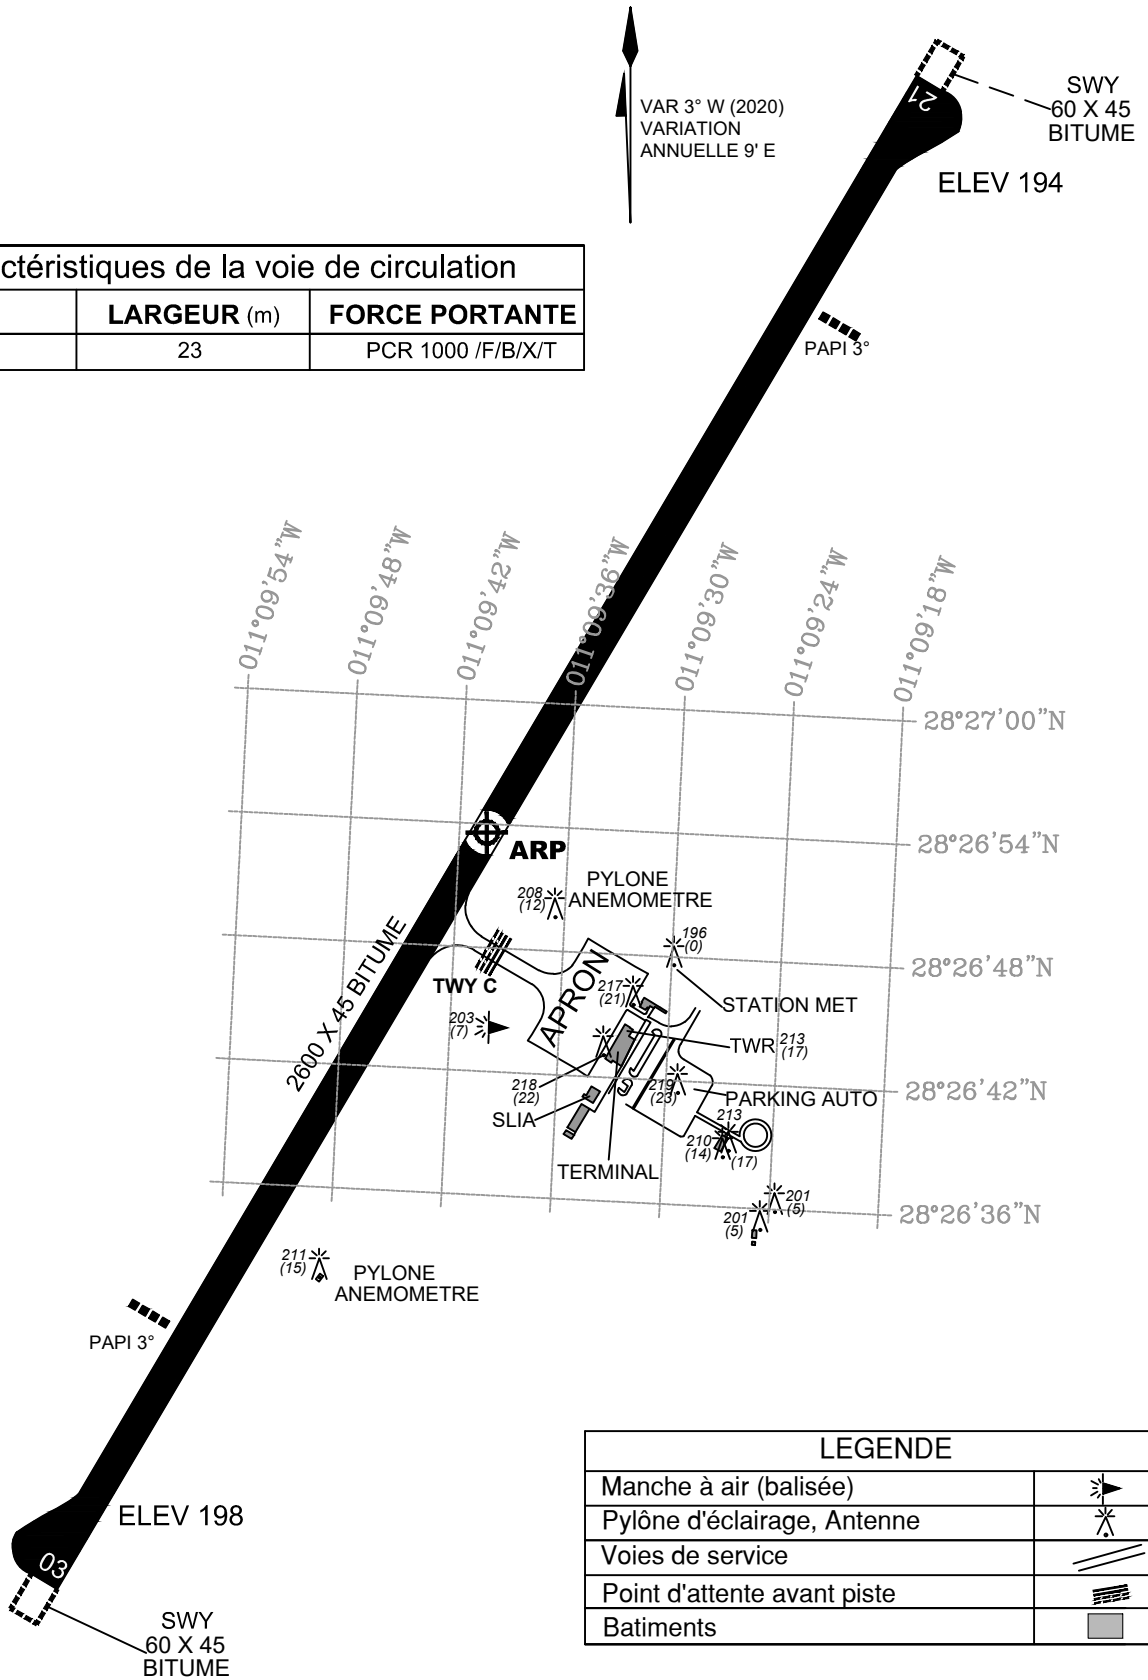 VAR 3° W (2020)
VARIATION
ANNUELLE 9' E
21
SWY
60 X 45
BITUME
ELEV 194
ctéristiques de la voie de circulation
LARGEUR (m)
FORCE PORTANTE
23
PCR 1000 /F/B/X/T
PAPI 3°
011°09'54"W
011°09'48"W
011°09'42"W
011°09'36"W
011°09'30"W
011°09'24"W
011°09'18"W
28°27'00"N
28°26'54"N
28°26'48"N
28°26'42"N
28°26'36"N
ARP
2600 X 45 BITUME
208
(12)
PYLONE
ANEMOMETRE
196
(0)
TWY C
APRON
217
(21)
STATION MET
203
(7)
TWR
213
(17)
218
(22)
219
(23)
PARKING AUTO
SLIA
213
(17)
210
(14)
TERMINAL
201
(5)
201
(5)
211
(15)
PYLONE
ANEMOMETRE
PAPI 3°
ELEV 198
03
SWY
60 X 45
BITUME
LEGENDE
Manche à air (balisée)
Pylône d'éclairage, Antenne
Voies de service
Point d'attente avant piste
Batiments